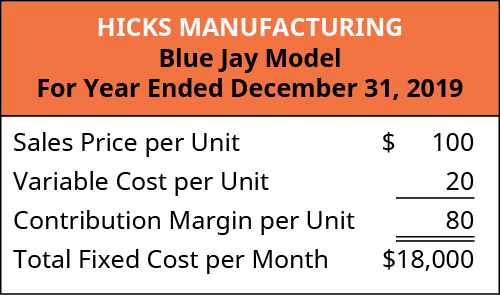 HICKS MANUFACTURING
Blue Jay Model
For Year Ended December 31, 2019
Sales Price per Unit $ 100
Variable Cost per Unit 20
Contribution Margin per Unit 80
Total Fixed Cost per Month $18,000